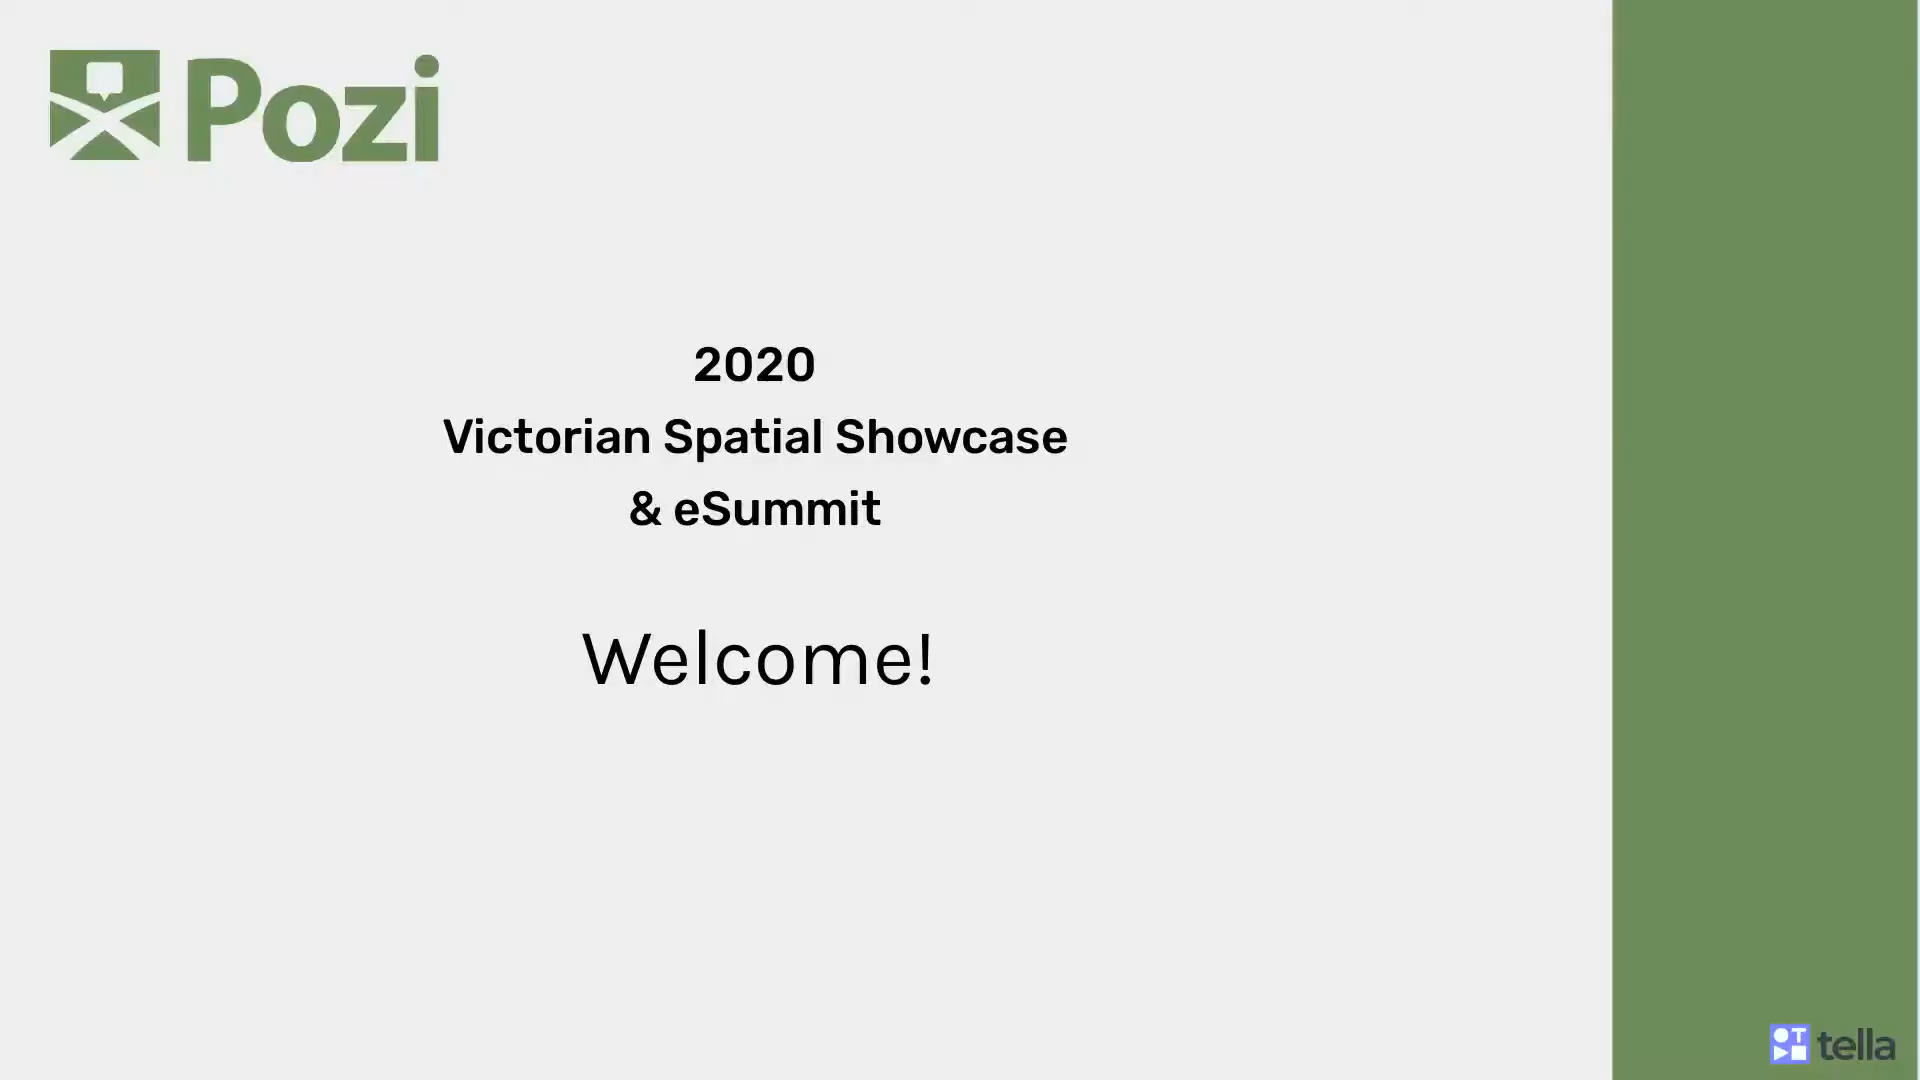 Pozi
2020
Victorian Spatial Showcase
& eSummit
Welcome!
tella